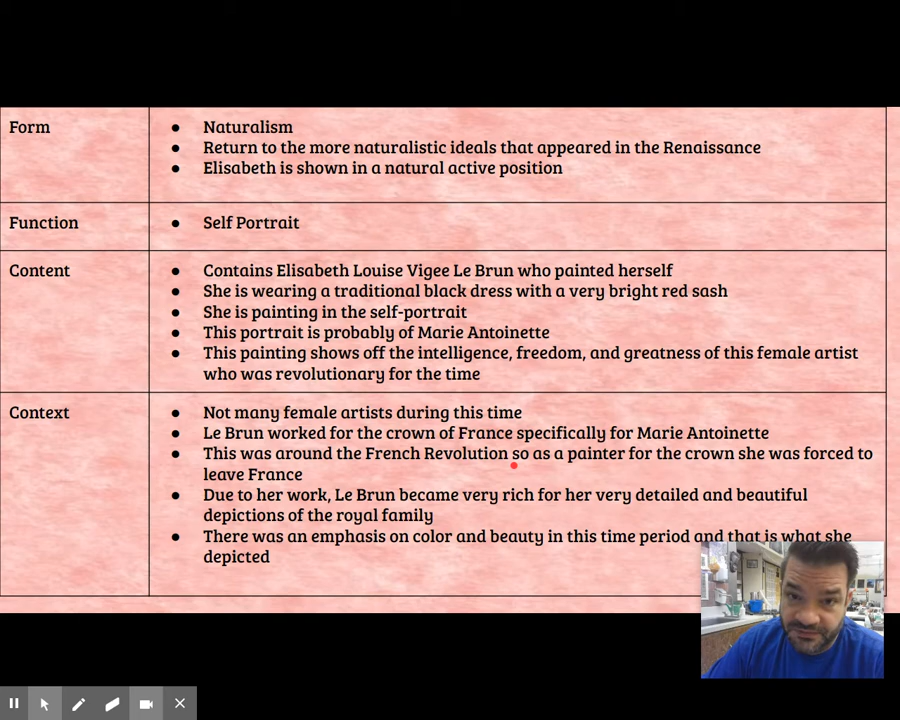 Form
● Naturalism
● Return to the more naturalistic ideals that appeared in the Renaissance
● Elisabeth is shown in a natural active position
Function
● Self Portrait
Content
● Contains Elisabeth Louise Vigee Le Brun who painted herself
● She is wearing a traditional black dress with a very bright red sash
● She is painting in the self-portrait
● This portrait is probably of Marie Antoinette
● This painting shows off the intelligence, freedom, and greatness of this female artist
who was revolutionary for the time
Context
● Not many female artists during this time
● Le Brun worked for the crown of France specifically for Marie Antoinette
● This was around the French Revolution so as a painter for the crown she was forced to
leave France
● Due to her work, Le Brun became very rich for her very detailed and beautiful
depictions of the royal family
● There was an emphasis on color and beauty in this time period and that is what she
depicted